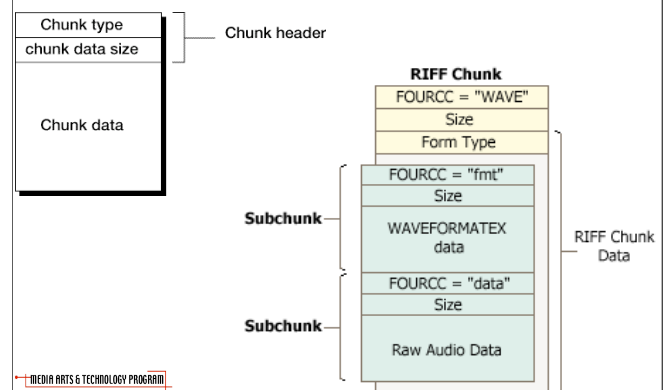 Chunk type
chunk data size
Chunk data
Chunk header
RIFF Chunk
FOURCC = "WAVE"
Size
Form Type
Subchunk
FOURCC = "fmt"
Size
WAVEFORMATEX
data
Subchunk
FOURCC = "data"
Size
Raw Audio Data
RIFF Chunk
Data
MEDIA ARTS & TECHNOLOGY PROGRAM